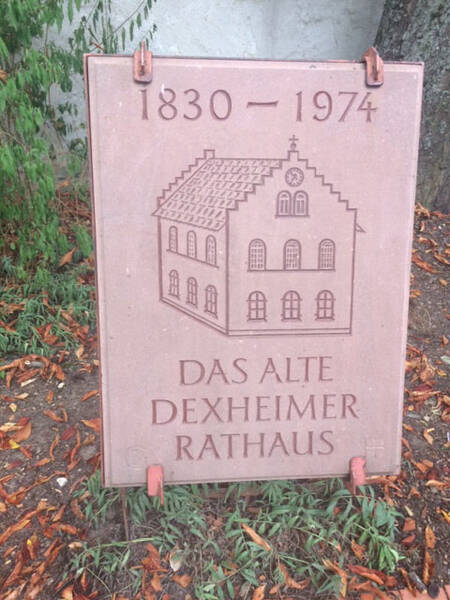 1830 – 1974
DAS ALTE
DEXHEIMER
RATHAUS